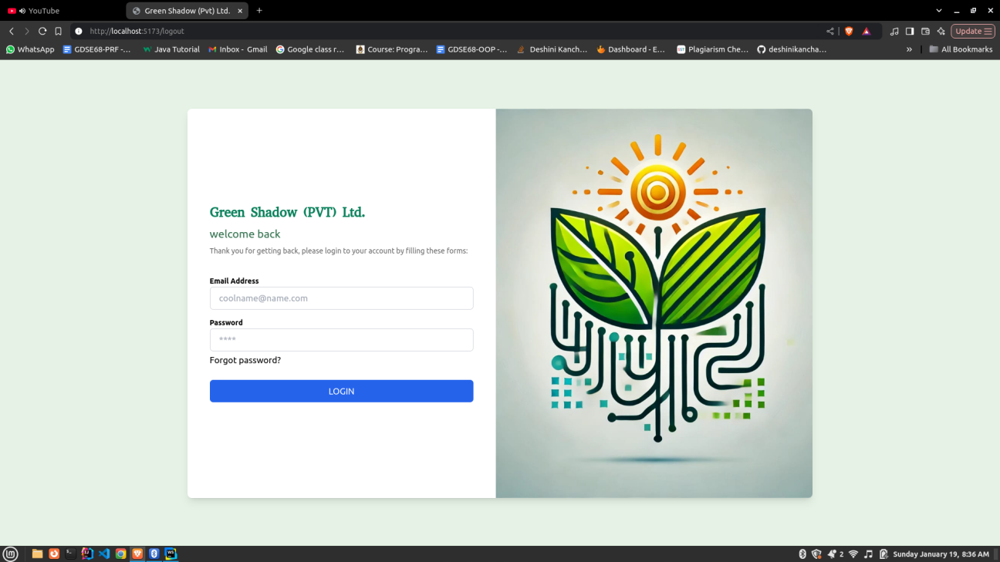 YouTube
Green Shadow (Pvt) Ltd.
http://localhost:5173/logout
Update
WhatsApp
GDSE68-PRF -...
Java Tutorial
Inbox - Gmail
Google class r...
Course: Progra...
GDSE68-OOP -...
Deshini Kanch...
Dashboard - E...
Plagiarism Che...
deshinikancha...
All Bookmarks
Green Shadow (PVT) Ltd.
welcome back
Thank you for getting back, please login to your account by filling these forms:
Email Address
coolname@name.com
Password
****
Forgot password?
LOGIN
2
Sunday January 19, 8:36 AM